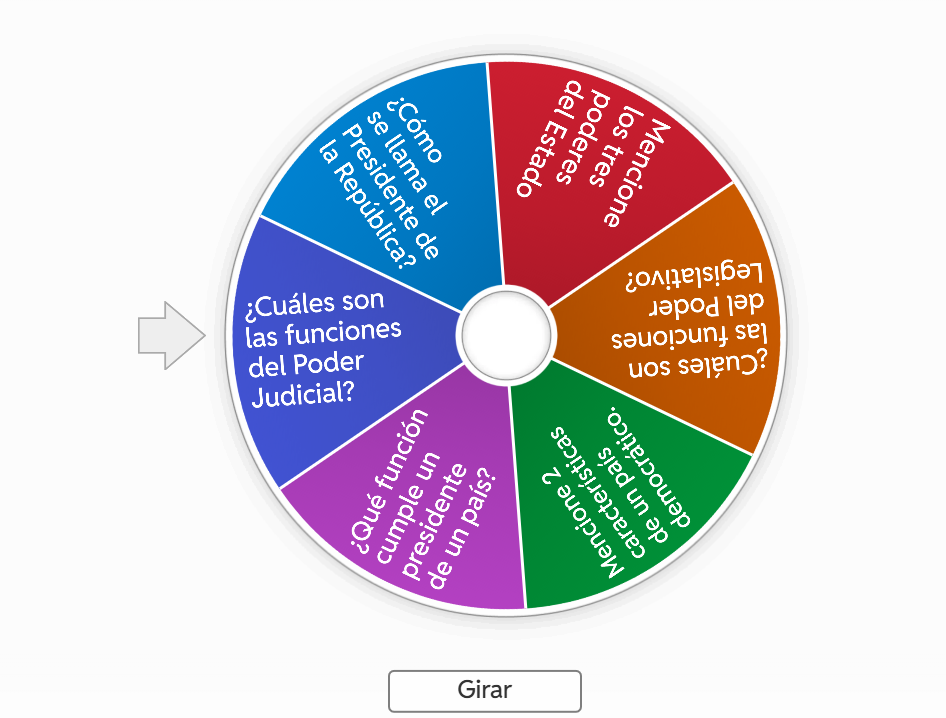 ¿Cómo
se llama el
Presidente de
la República?
Mencione
los tres
poderes
del Estado
¿Cuáles son
las funciones
del Poder
Legislativo?
Mencione 2
características
de un país
democrático.
¿Qué función
cumple un
presidente
de un país?
¿Cuáles son
las funciones
del Poder
Judicial?
Girar